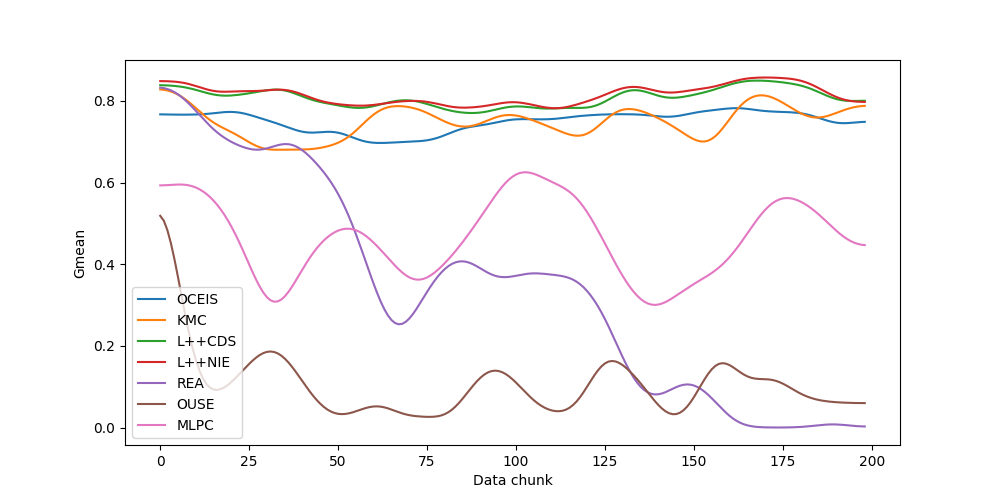 Gmean
0.8
0.6
0.4
0.2
0.0
OCEIS
KMC
L++CDS
L++NIE
REA
OUSE
MLPC
0 25 50 75 100 125 150 175 200
Data chunk